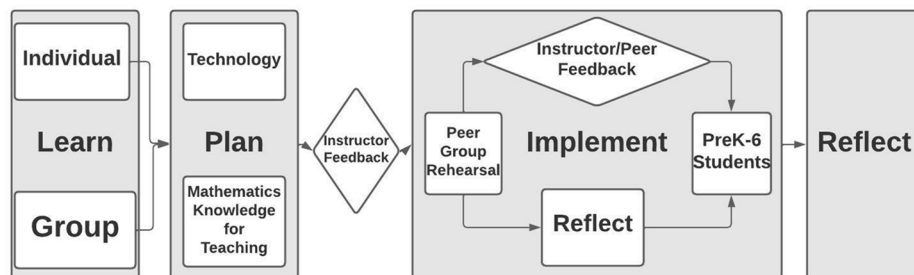 Individual
Learn
Group
Technology
Plan
Mathematics
Knowledge
for
Teaching
Instructor
Feedback
Instructor/Peer
Feedback
Peer
Group
Rehearsal
Implement
Reflect
PreK-6
Students
Reflect